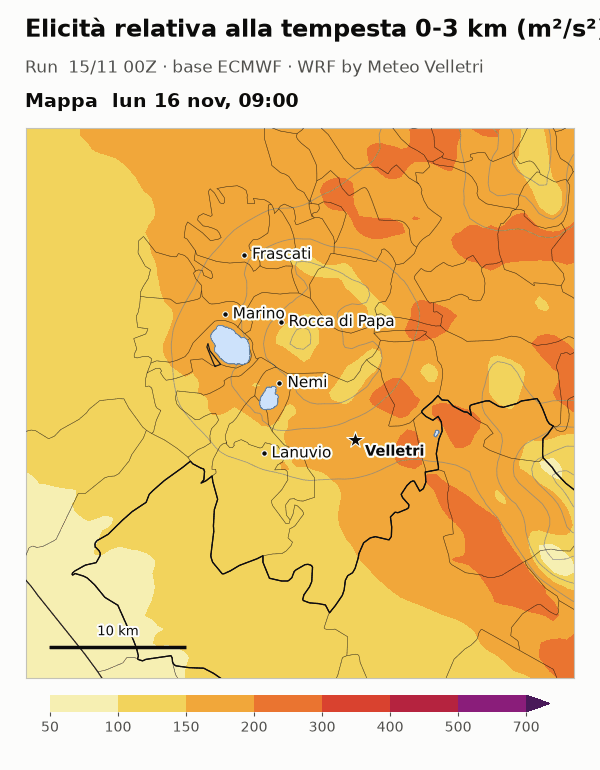 Elicità relativa alla tempesta 0-3 km (m²/s²)
Run  15/11 00Z · base ECMWF · WRF by Meteo Velletri
Mappa  lun 16 nov, 09:00
Frascati
Marino
Rocca di Papa
Nemi
Velletri
Lanuvio
10 km
50 100 150 200 300 400 500 700